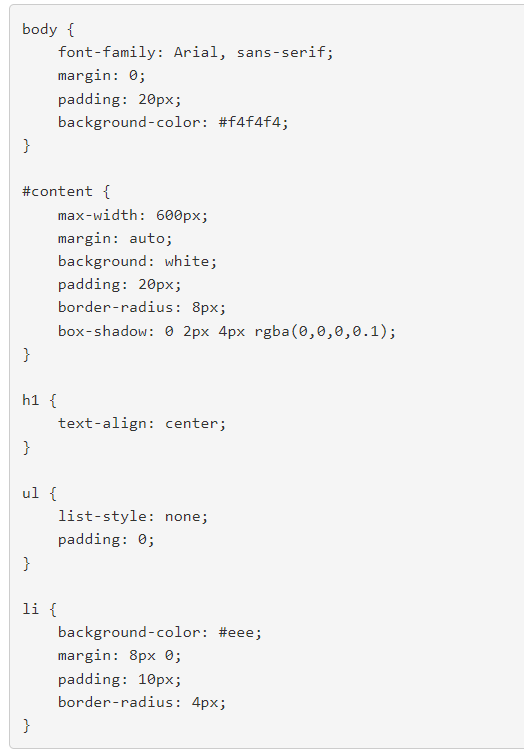 body {
    font-family: Arial, sans-serif;
    margin: 0;
    padding: 20px;
    background-color: #f4f4f4;
}

#content {
    max-width: 600px;
    margin: auto;
    background: white;
    padding: 20px;
    border-radius: 8px;
    box-shadow: 0 2px 4px rgba(0,0,0,0.1);
}

h1 {
    text-align: center;
}

ul {
    list-style: none;
    padding: 0;
}

li {
    background-color: #eee;
    margin: 8px 0;
    padding: 10px;
    border-radius: 4px;
}